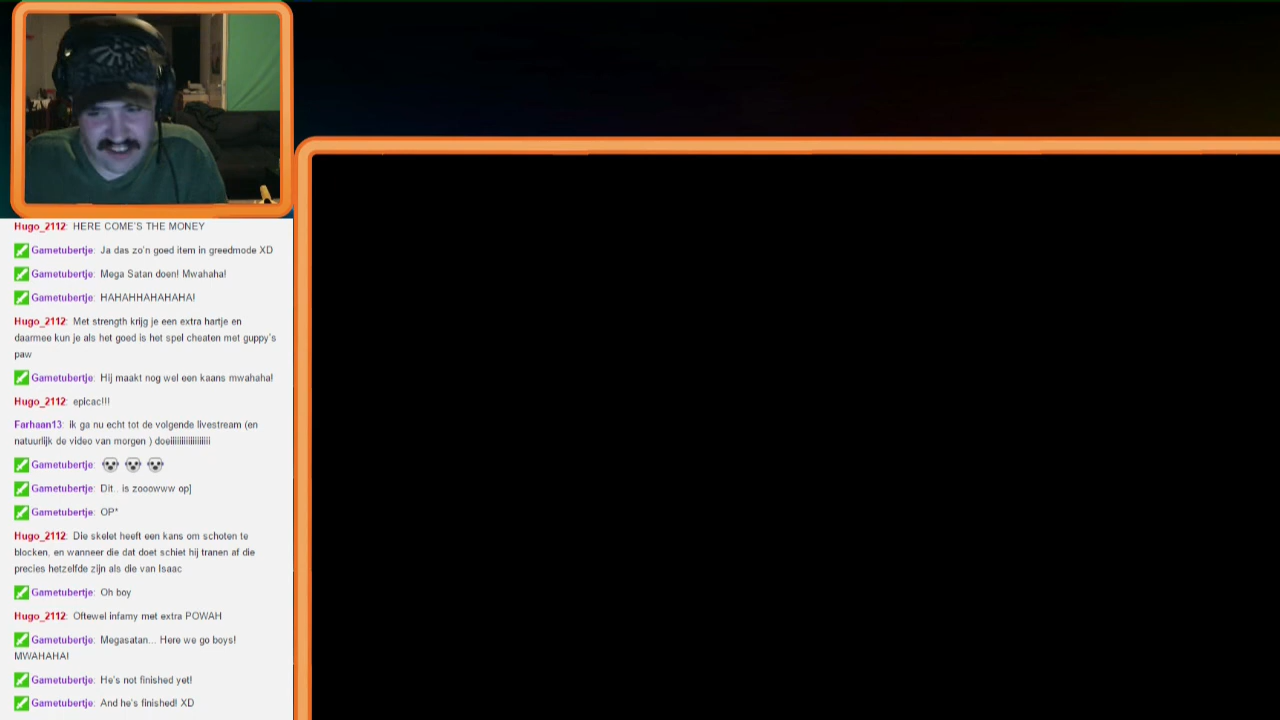 Hugo_2112: HERE COME'S THE MONEY
Gametubertje: Ja das zo'n goed item in greedmode XD
Gametubertje: Mega Satan doen! Mwahaha!
Gametubertje: HAHAHHAHAHAHA!
Hugo_2112: Met strength krijg je een extra hartje en
daarmee kun je als het goed is het spel cheaten met guppy's
paw
Gametubertje: Hij maakt nog wel een kaans mwahaha!
Hugo_2112: epicac!!!
Farhaan13: ik ga nu echt tot de volgende livestream (en
natuurlijk de video van morgen ) doeiiiiiiiiiiiiiiiiiii
Gametubertje:
Gametubertje: Dit.. is zooowww op]
Gametubertje: OP*
Hugo_2112: Die skelet heeft een kans om schoten te
blocken, en wanneer die dat doet schiet hij tranen af die
precies hetzelfde zijn als die van Isaac
Gametubertje: Oh boy
Hugo_2112: Oftewel infamy met extra POWAH
Gametubertje: Megasatan... Here we go boys!
MWAHAHA!
Gametubertje: He's not finished yet!
Gametubertje: And he's finished! XD